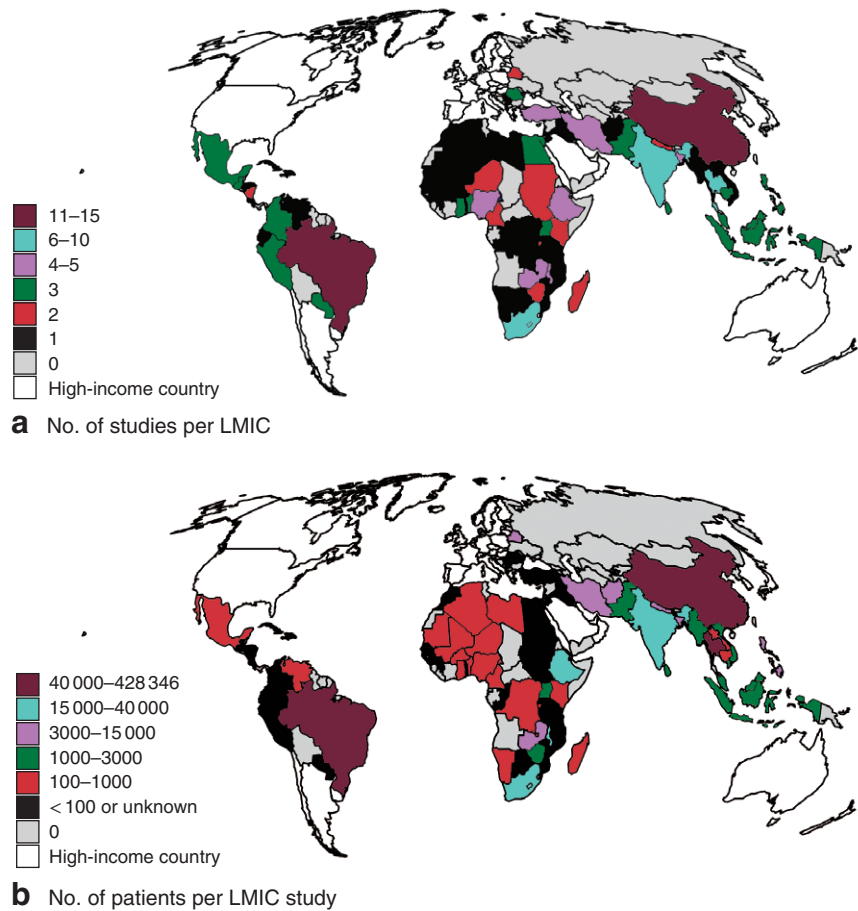 11–15
6–10
4–5
3
2
1
0
High-income country
a No. of studies per LMIC
40 000–428 346
15 000–40 000
3000–15 000
1000–3000
100–1000
< 100 or unknown
0
High-income country
b No. of patients per LMIC study